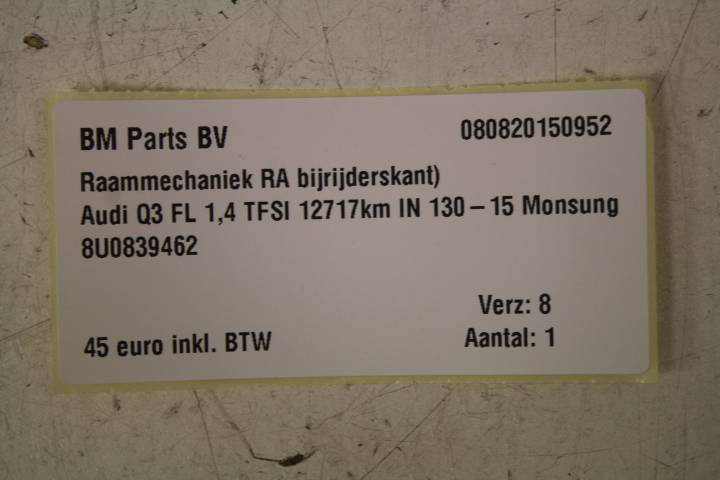 BM Parts BV 080820150952
Raammechaniek RA bijrijderskant)
Audi Q3 FL 1,4 TFSI 12717km IN 130 – 15 Monsung
8U0839462
Verz: 8
45 euro inkl. BTW Aantal: 1